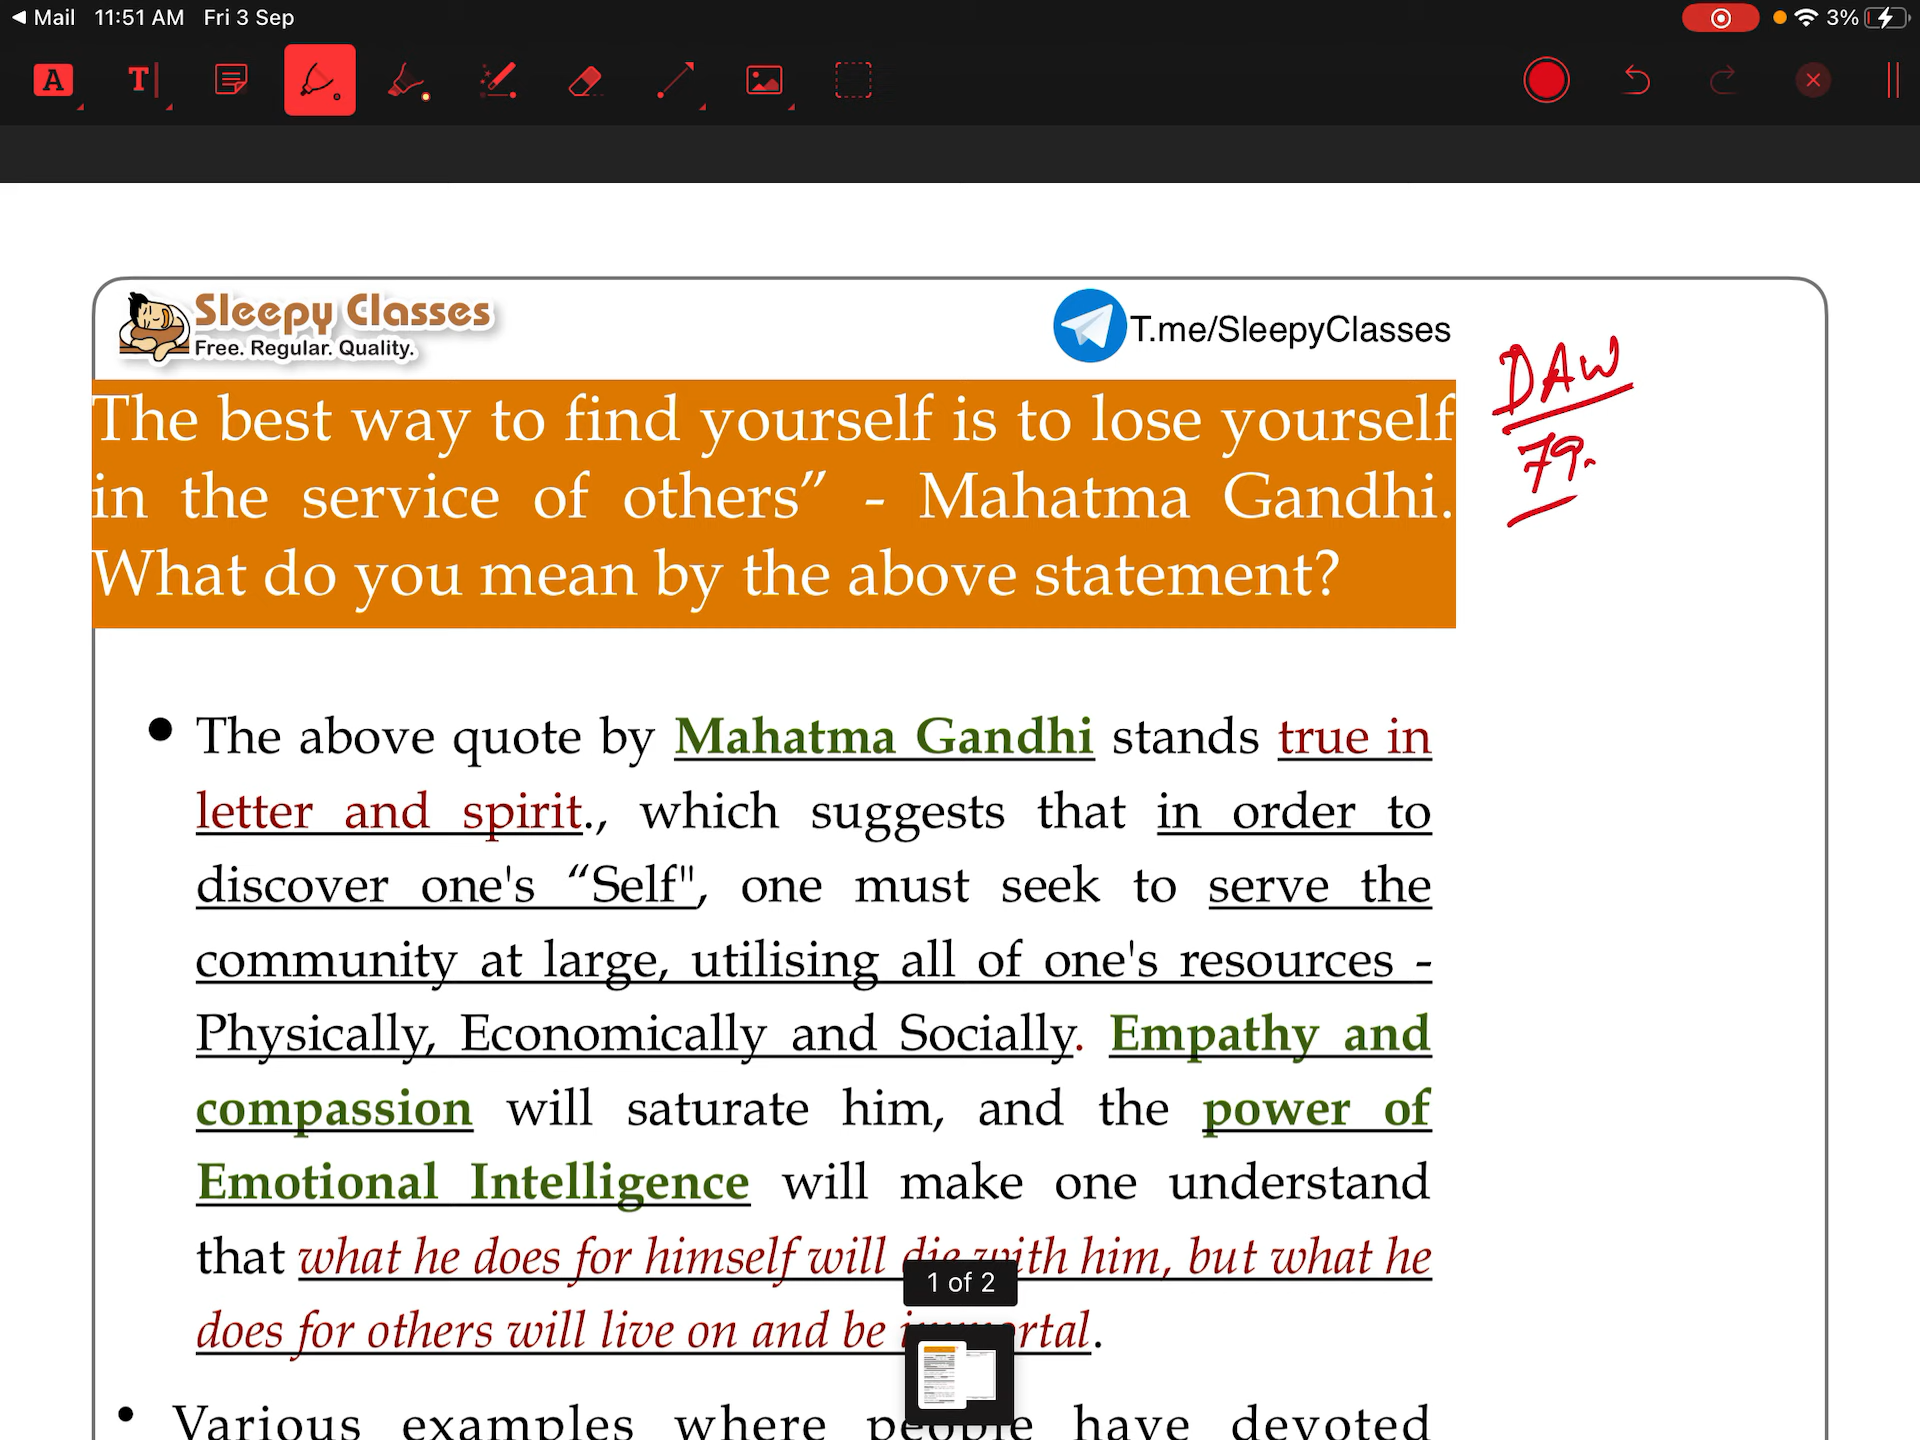 Mail 11:51 AM Fri 3 Sep 3%
A T
Sleepy Classes
Free. Regular. Quality.
T.me/SleepyClasses
DAW
79.
The best way to find yourself is to lose yourself
in the service of others” - Mahatma Gandhi.
What do you mean by the above statement?
• The above quote by Mahatma Gandhi stands true in
letter and spirit., which suggests that in order to
discover one's “Self", one must seek to serve the
community at large, utilising all of one's resources -
Physically, Economically and Socially. Empathy and
compassion will saturate him, and the power of
Emotional Intelligence will make one understand
that what he does for himself will die with him, but what he
does for others will live on and be immortal.
1 of 2
• Various examples where people have devoted